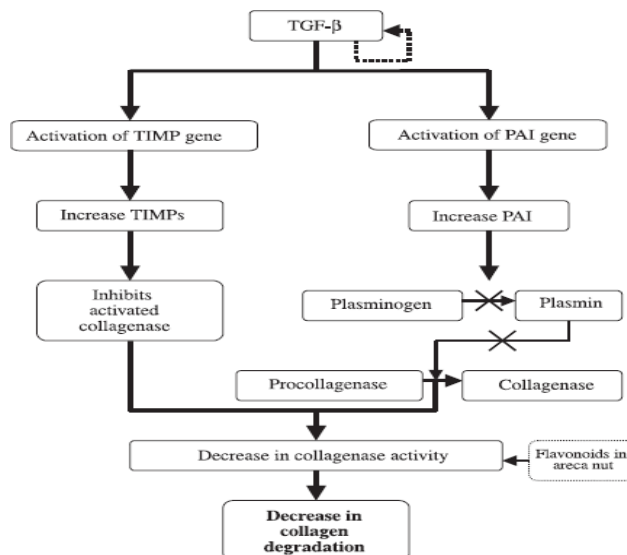 TGF-β
Activation of TIMP gene
Activation of PAI gene
Increase TIMPs
Increase PAI
Inhibits
activated
collagenase
Plasminogen
Plasmin
Procollagenase
Collagenase
Decrease in collagenase activity
Flavonoids in
areca nut
Decrease in
collagen
degradation